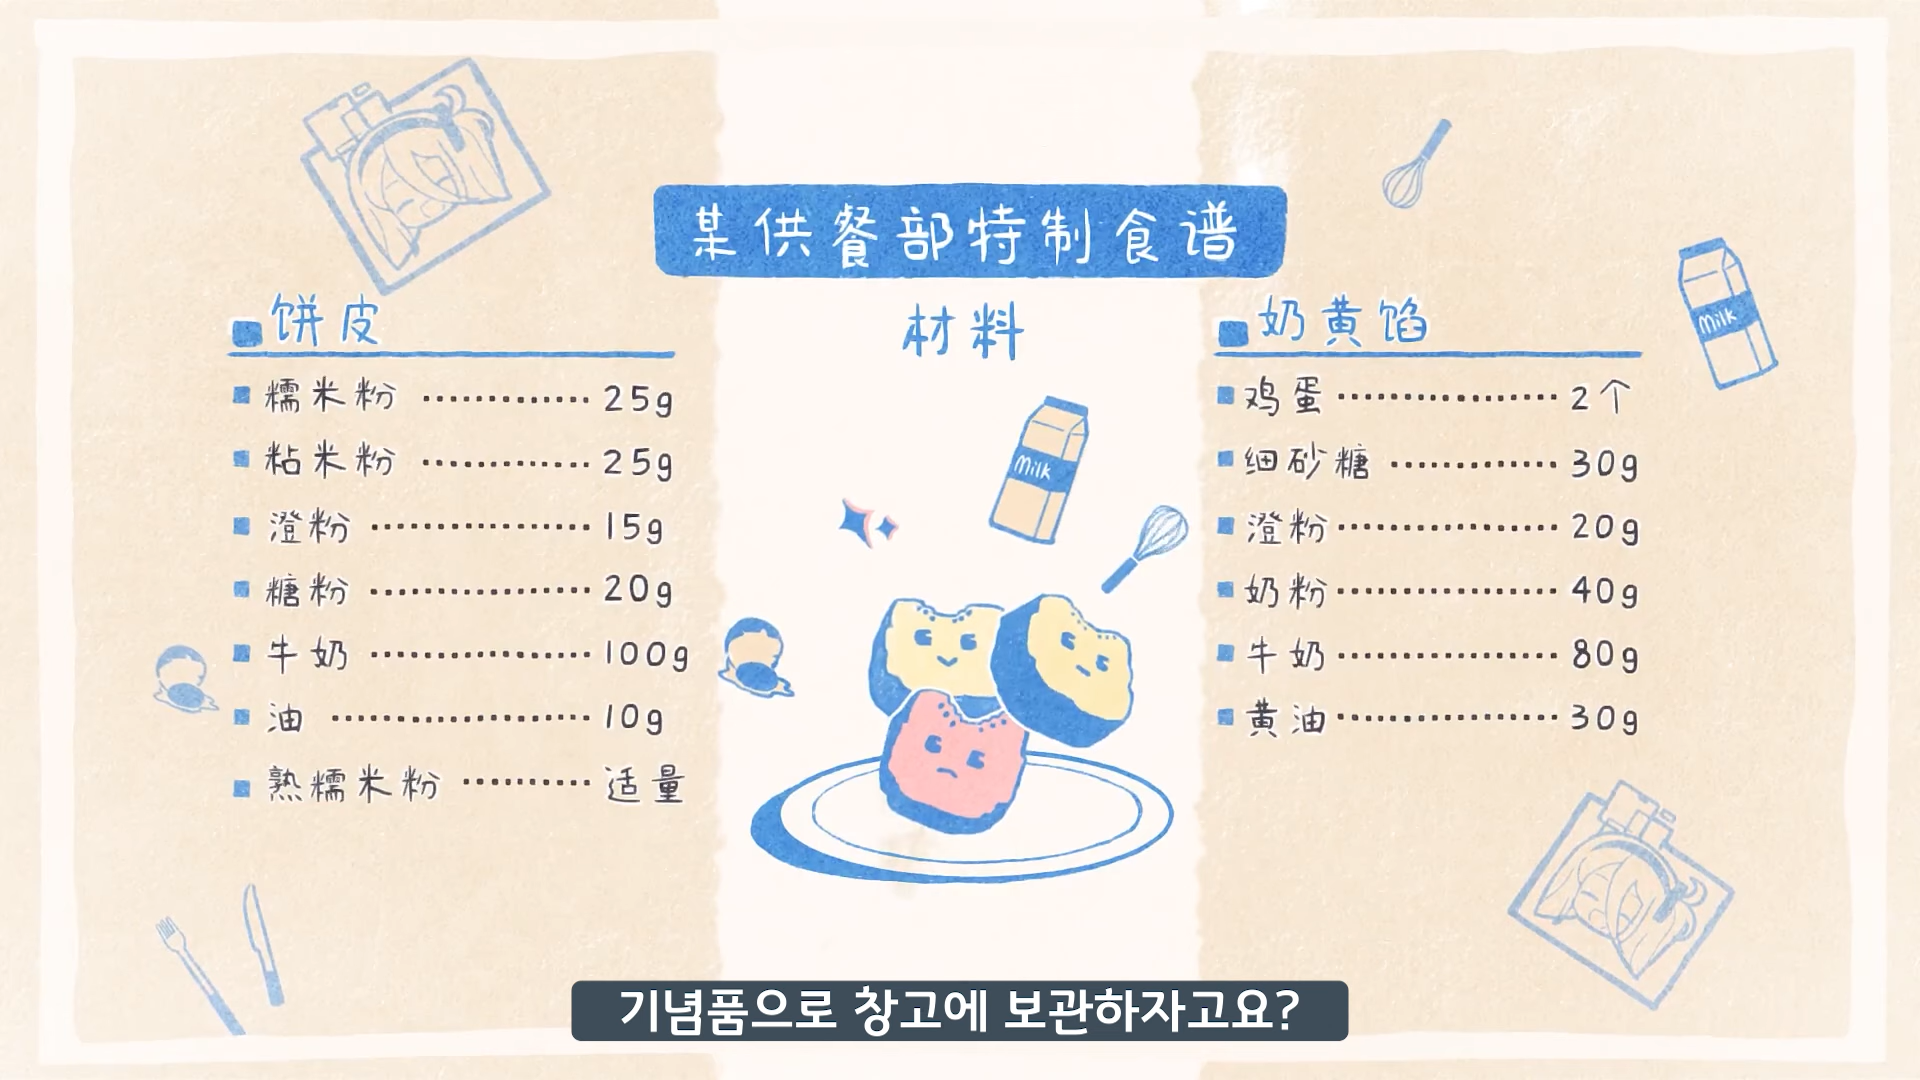 某供餐部特制食谱
材料
饼皮
糯米粉 ············ 25g
粘米粉 ············ 25g
澄粉 ················ 15g
糖粉 ················ 20g
牛奶 ················ 100g
油 ··················· 10g
熟糯米粉 ·········· 适量
奶黄馅
鸡蛋 ················ 2个
细砂糖 ············ 30g
澄粉 ················ 20g
奶粉 ················ 40g
牛奶 ················ 80g
黄油 ················ 30g
Milk
Milk
기념품으로 창고에 보관하자고요?